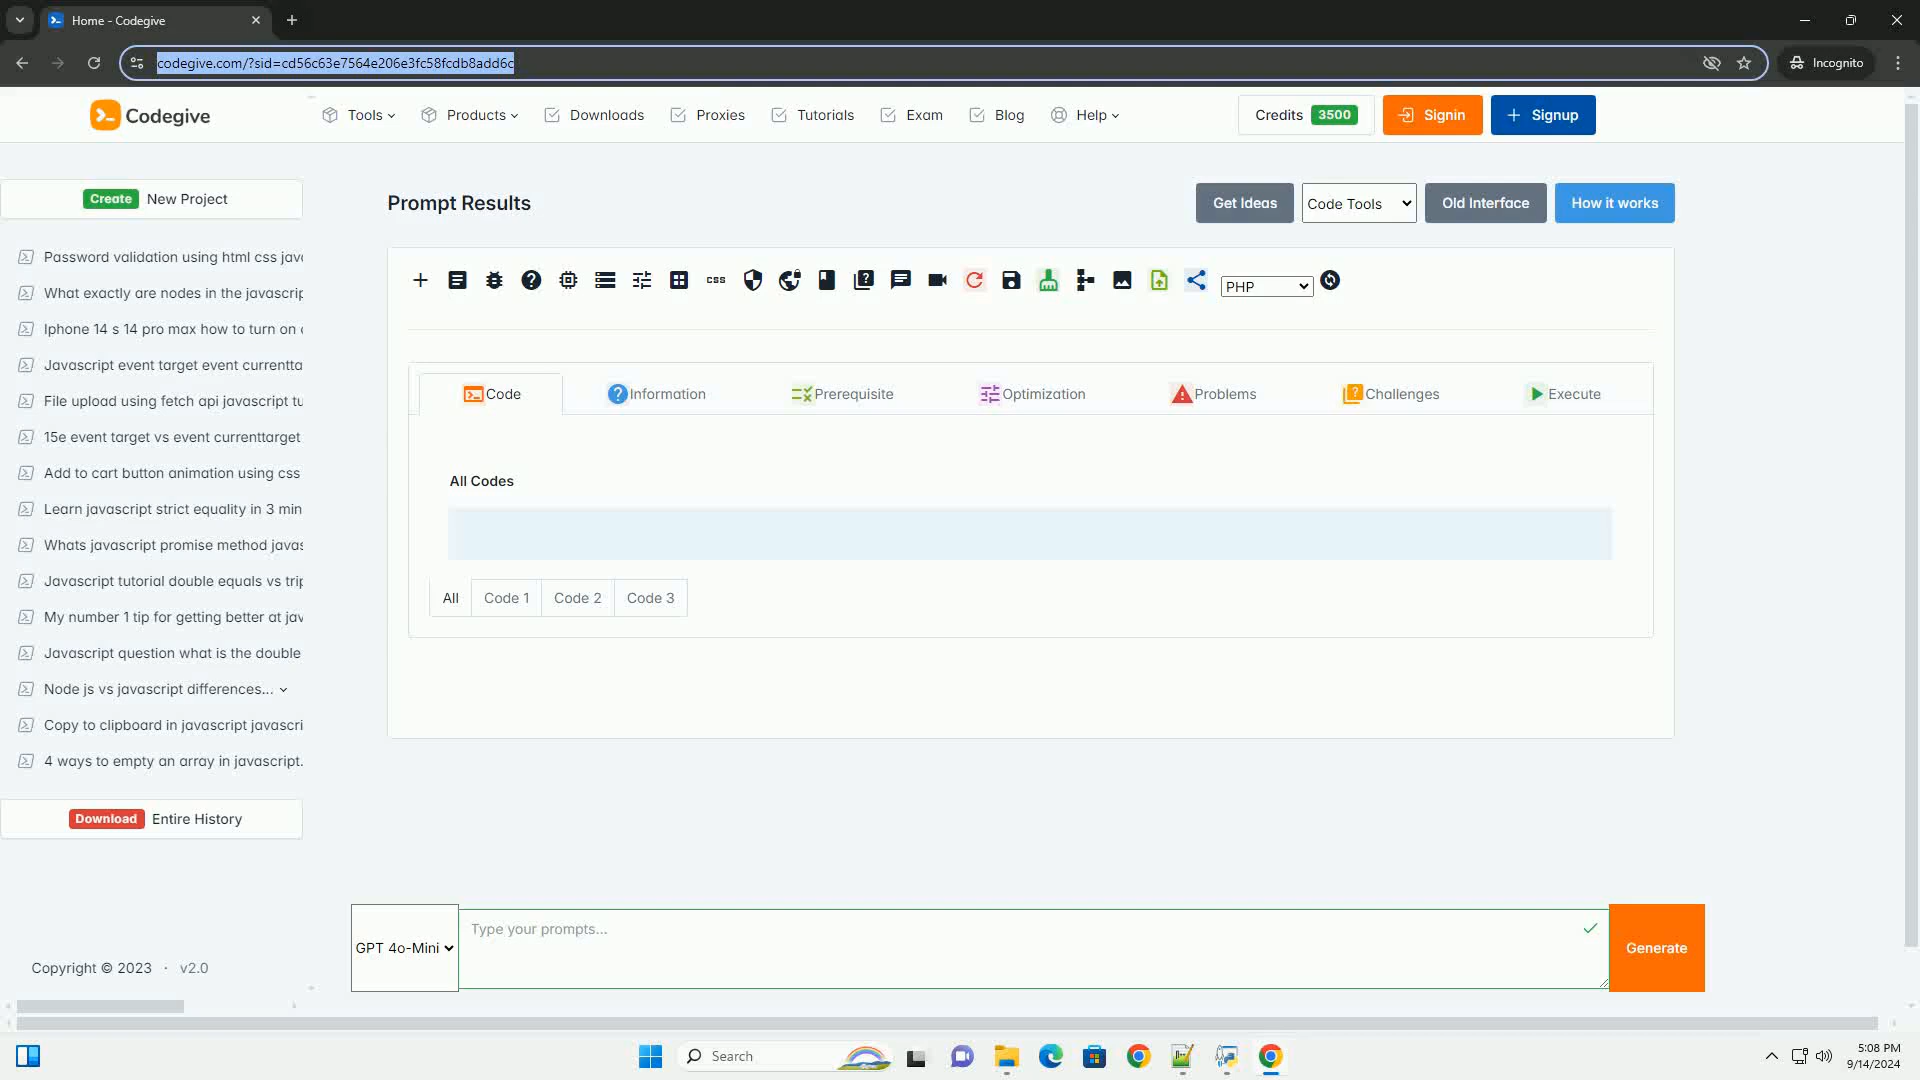 Home - Codegive
codegive.com/?sid=cd56c63e7564e206e3fc58fcdb8add6c
Incognito
Codegive
Tools
Products
Downloads
Proxies
Tutorials
Exam
Blog
Help
Credits 3500
Signin
Signup
Create New Project
Password validation using html css java
What exactly are nodes in the javascrip
Iphone 14 s 14 pro max how to turn on
Javascript event target event currentta
File upload using fetch api javascript tu
15e event target vs event currenttarget
Add to cart button animation using css
Learn javascript strict equality in 3 min
Whats javascript promise method javas
Javascript tutorial double equals vs trip
My number 1 tip for getting better at jav
Javascript question what is the double
Node js vs javascript differences...
Copy to clipboard in javascript javascri
4 ways to empty an array in javascript.
Download Entire History
Copyright © 2023 · v2.0
Prompt Results
Get Ideas
Code Tools
Old Interface
How it works
css
PHP
Code
Information
Prerequisite
Optimization
Problems
Challenges
Execute
All Codes
All
Code 1
Code 2
Code 3
GPT 4o-Mini
Type your prompts...
Generate
Search
5:08 PM
9/14/2024